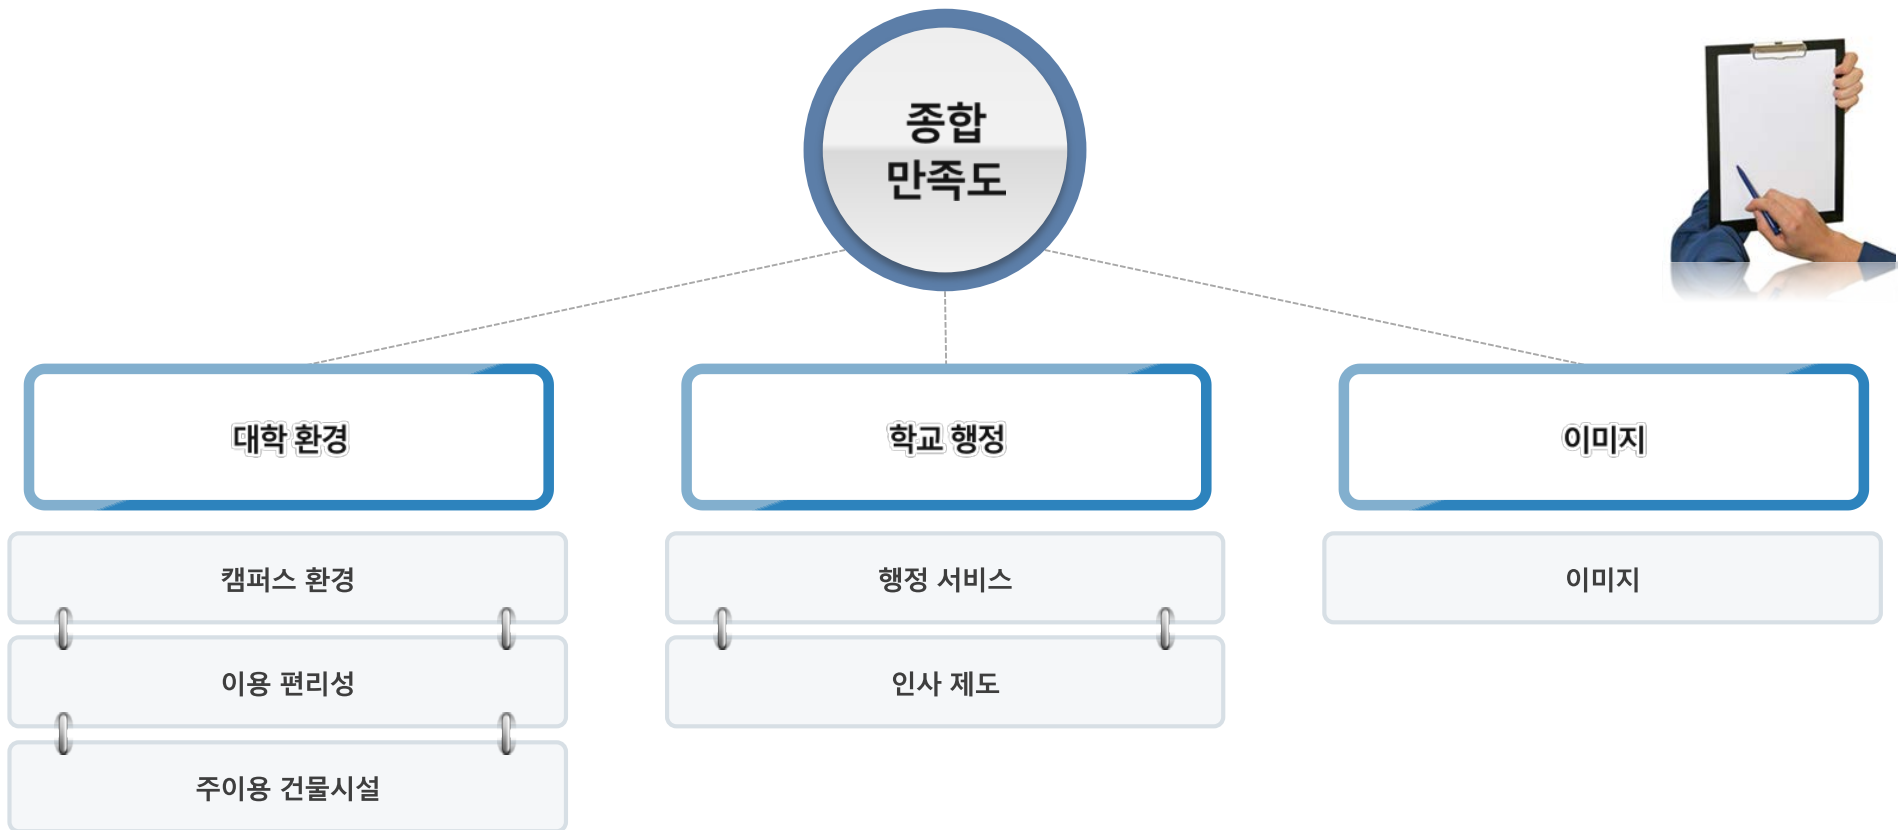 종합
만족도
대학 환경
학교 행정
이미지
캠퍼스 환경
행정 서비스
이미지
이용 편리성
인사 제도
주이용 건물시설